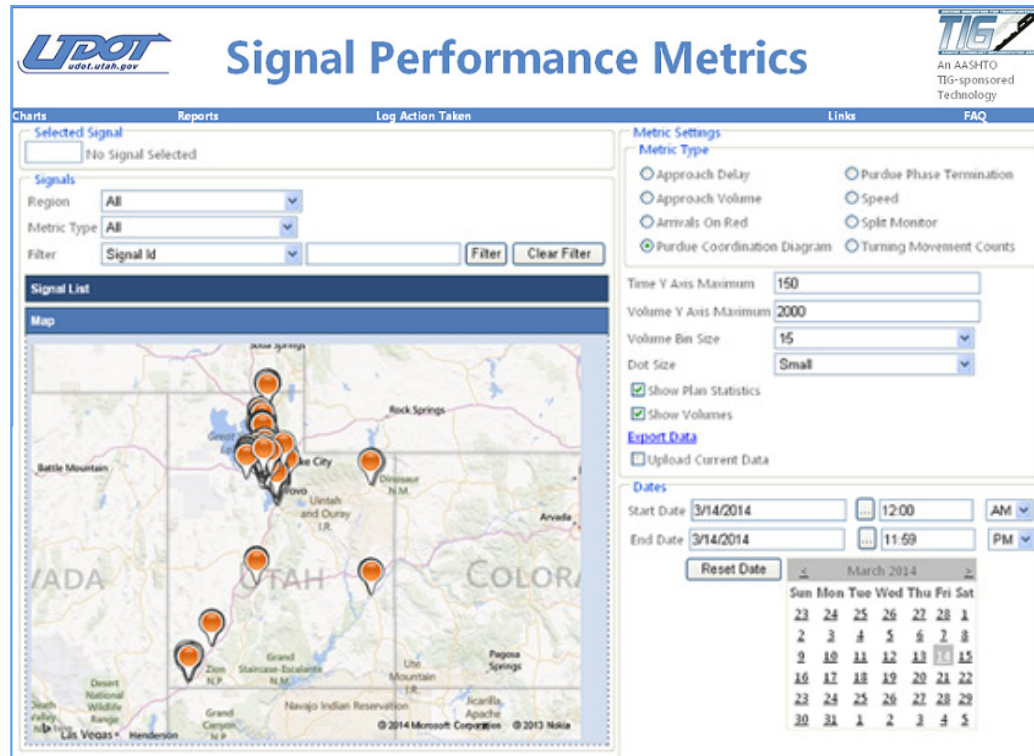 UDOT
udot.utah.gov
Signal Performance Metrics
TIG
An AASHTO
TIG-sponsored
Technology
Charts Reports Log Action Taken Links FAQ
Selected Signal
No Signal Selected
Signals
Region All
Metric Type All
Filter Signal Id Filter Clear Filter
Signal List
Map
Soda Springs
Rock Springs
Great
ke City
Battle Mountain
Dinosaur
N.M.
rovo
Uintah
and Ouray
I.R.
Arvada
VADA
UTAH
COLORA
Zion
N.P.
Grand
Staircase-Escalante
N.M.
Ute
Mountain
I.R.
Pagosa
Springs
Desert
National
Wildlife
Range
Death
Valley
N.P.
Navajo Indian Reservation
Jicarilla
Apache
Grand
Canyon
N.P.
bing
Las Vegas
Henderson
© 2014 Microsoft Corporation © 2013 Nokia
Metric Settings
Metric Type
Approach Delay Purdue Phase Termination
Approach Volume Speed
Arrivals On Red Split Monitor
Purdue Coordination Diagram Turning Movement Counts
Time Y Axis Maximum 150
Volume Y Axis Maximum 2000
Volume Bin Size 15
Dot Size Small
Show Plan Statistics
Show Volumes
Export Data
Upload Current Data
Dates
Start Date 3/14/2014 ... 12:00 AM
End Date 3/14/2014 ... 11:59 PM
Reset Date
< March 2014 >
Sun Mon Tue Wed Thu Fri Sat
23 24 25 26 27 28 1
2 3 4 5 6 7 8
9 10 11 12 13 14 15
16 17 18 19 20 21 22
23 24 25 26 27 28 29
30 31 1 2 3 4 5